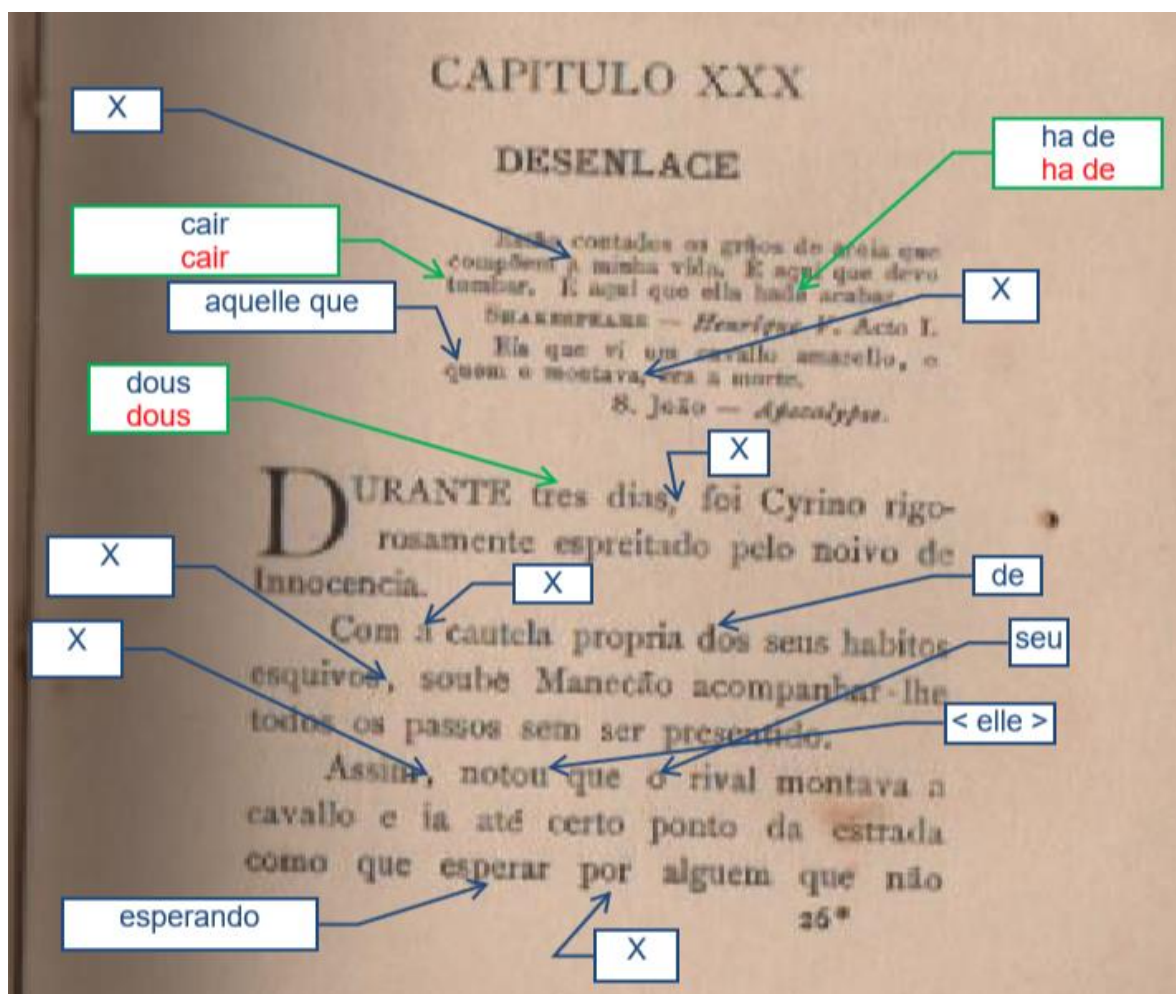 CAPITULO XXX
X
DESENLACE
ha de
ha de
cair
cair
Estão contados os grãos de areia que
compõem a minha vida. E aqui que devo
tombar. E aqui que ella hade acabar.
aquelle que
X
SHAKESPEARE — Henrique V. Acto I.
Eis que vi um cavallo amarello, e
quem o montava, era a morte.
dous
dous
S. João — Apocalypse.
X
DURANTE tres dias, foi Cyrino rigo-
rosamente espreitado pelo noivo de
X
Innocencia.
X
de
Com a cautela propria dos seus habitos
X
seu
esquivos, soube Manecão acompanhar-lhe
todos os passos sem ser presentido.
< elle >
Assim, notou que o rival montava a
cavallo e ia até certo ponto da estrada
como que esperar por alguem que não
esperando
26*
X